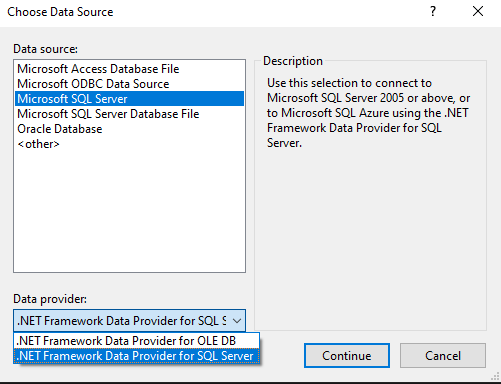 Choose Data Source
?
Data source:
Microsoft Access Database File
Microsoft ODBC Data Source
Microsoft SQL Server
Microsoft SQL Server Database File
Oracle Database
<other>
Description
Use this selection to connect to
Microsoft SQL Server 2005 or above, or
to Microsoft SQL Azure using the .NET
Framework Data Provider for SQL
Server.
Data provider:
.NET Framework Data Provider for SQL S
.NET Framework Data Provider for OLE DB
.NET Framework Data Provider for SQL Server
Continue
Cancel